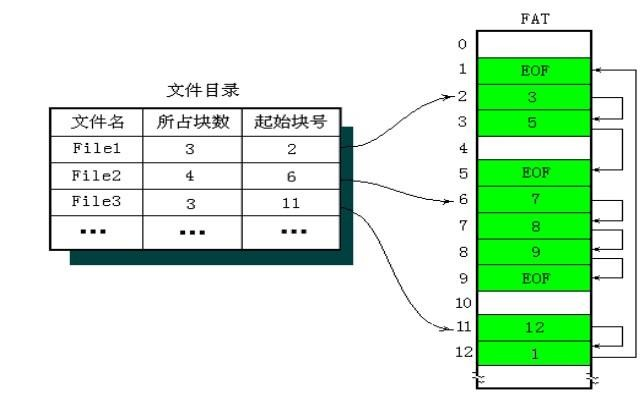 文件目录
文件名 所占块数 起始块号
File1 3 2
File2 4 6
File3 3 11
... ... ...
FAT
0
1 EOF
2 3
3 5
4
5 EOF
6 7
7 8
8 9
9 EOF
10
11 12
12 1